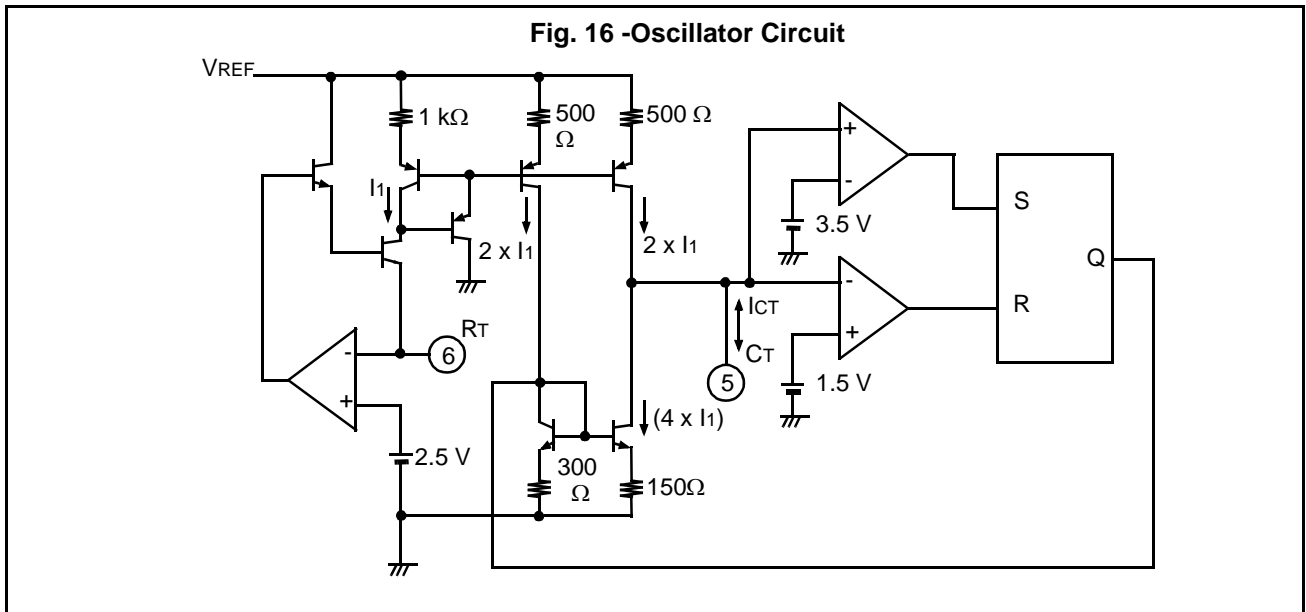 Fig. 16 -Oscillator Circuit
VREF
1 kΩ
500
Ω
500 Ω
I1
2 x I1
2 x I1
+
-
3.5 V
S
R
Q
-
+
1.5 V
ICT
CT
5
RT
6
-
+
2.5 V
(4 x I1)
300
Ω
150Ω